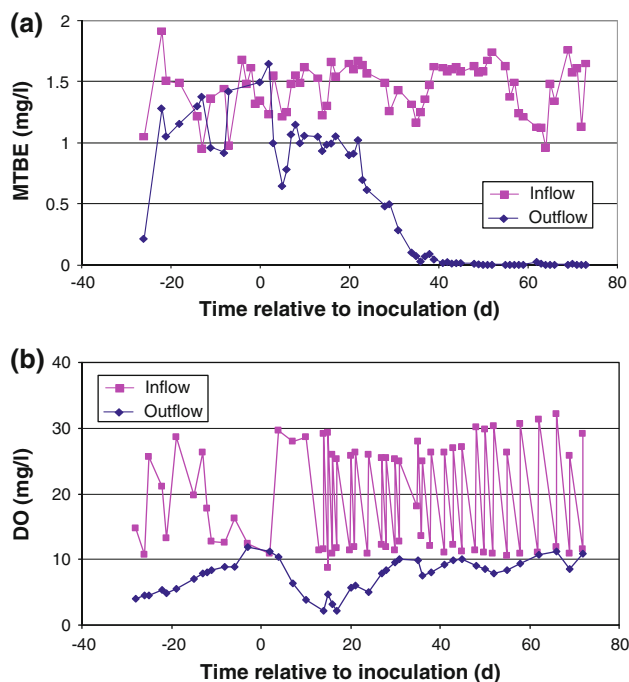 (a)
2
1.5
1
0.5
0
MTBE (mg/l)
Inflow
Outflow
-40 -20 0 20 40 60 80
Time relative to inoculation (d)
(b)
40
30
20
10
0
DO (mg/l)
Inflow
Outflow
-40 -20 0 20 40 60 80
Time relative to inoculation (d)